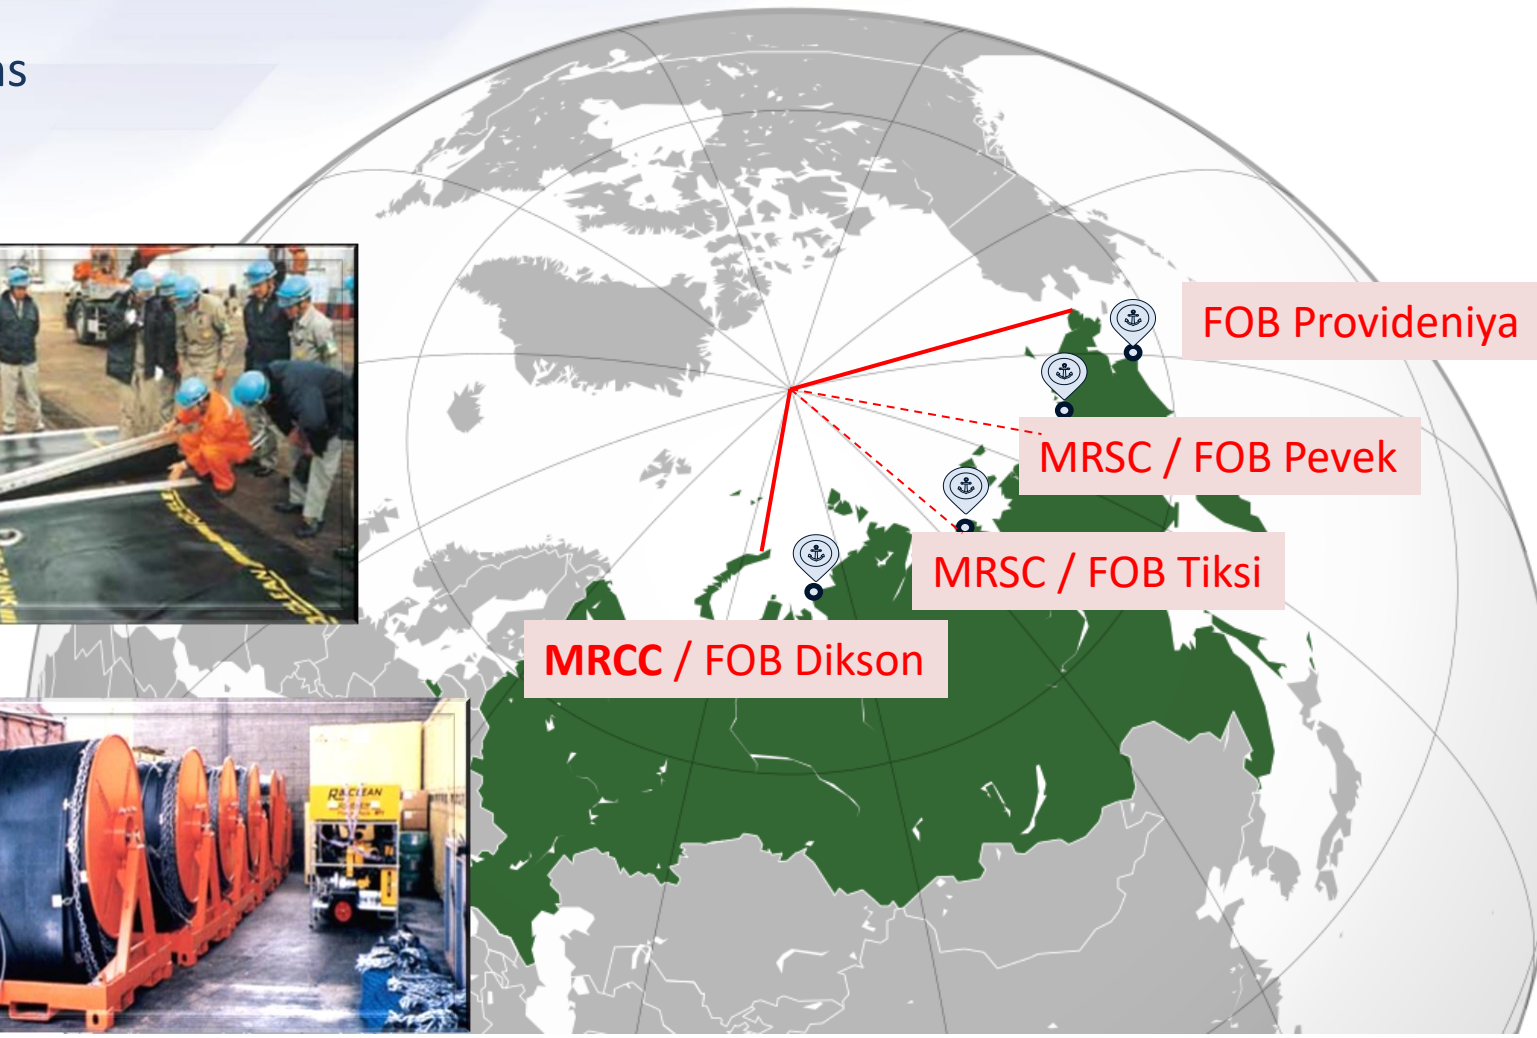 ns
FOB Provideniya
MRSC / FOB Pevek
MRSC / FOB Tiksi
MRCC / FOB Dikson